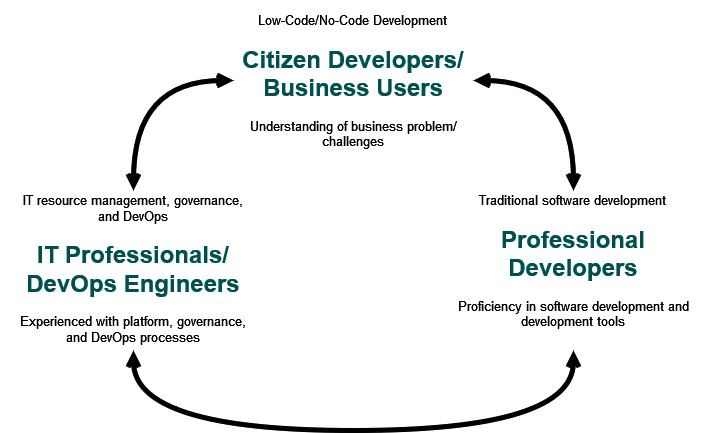 Low-Code/No-Code Development
Citizen Developers/
Business Users
Understanding of business problem/
challenges
IT resource management, governance,
and DevOps
IT Professionals/
DevOps Engineers
Experienced with platform, governance,
and DevOps processes
Traditional software development
Professional
Developers
Proficiency in software development and
development tools